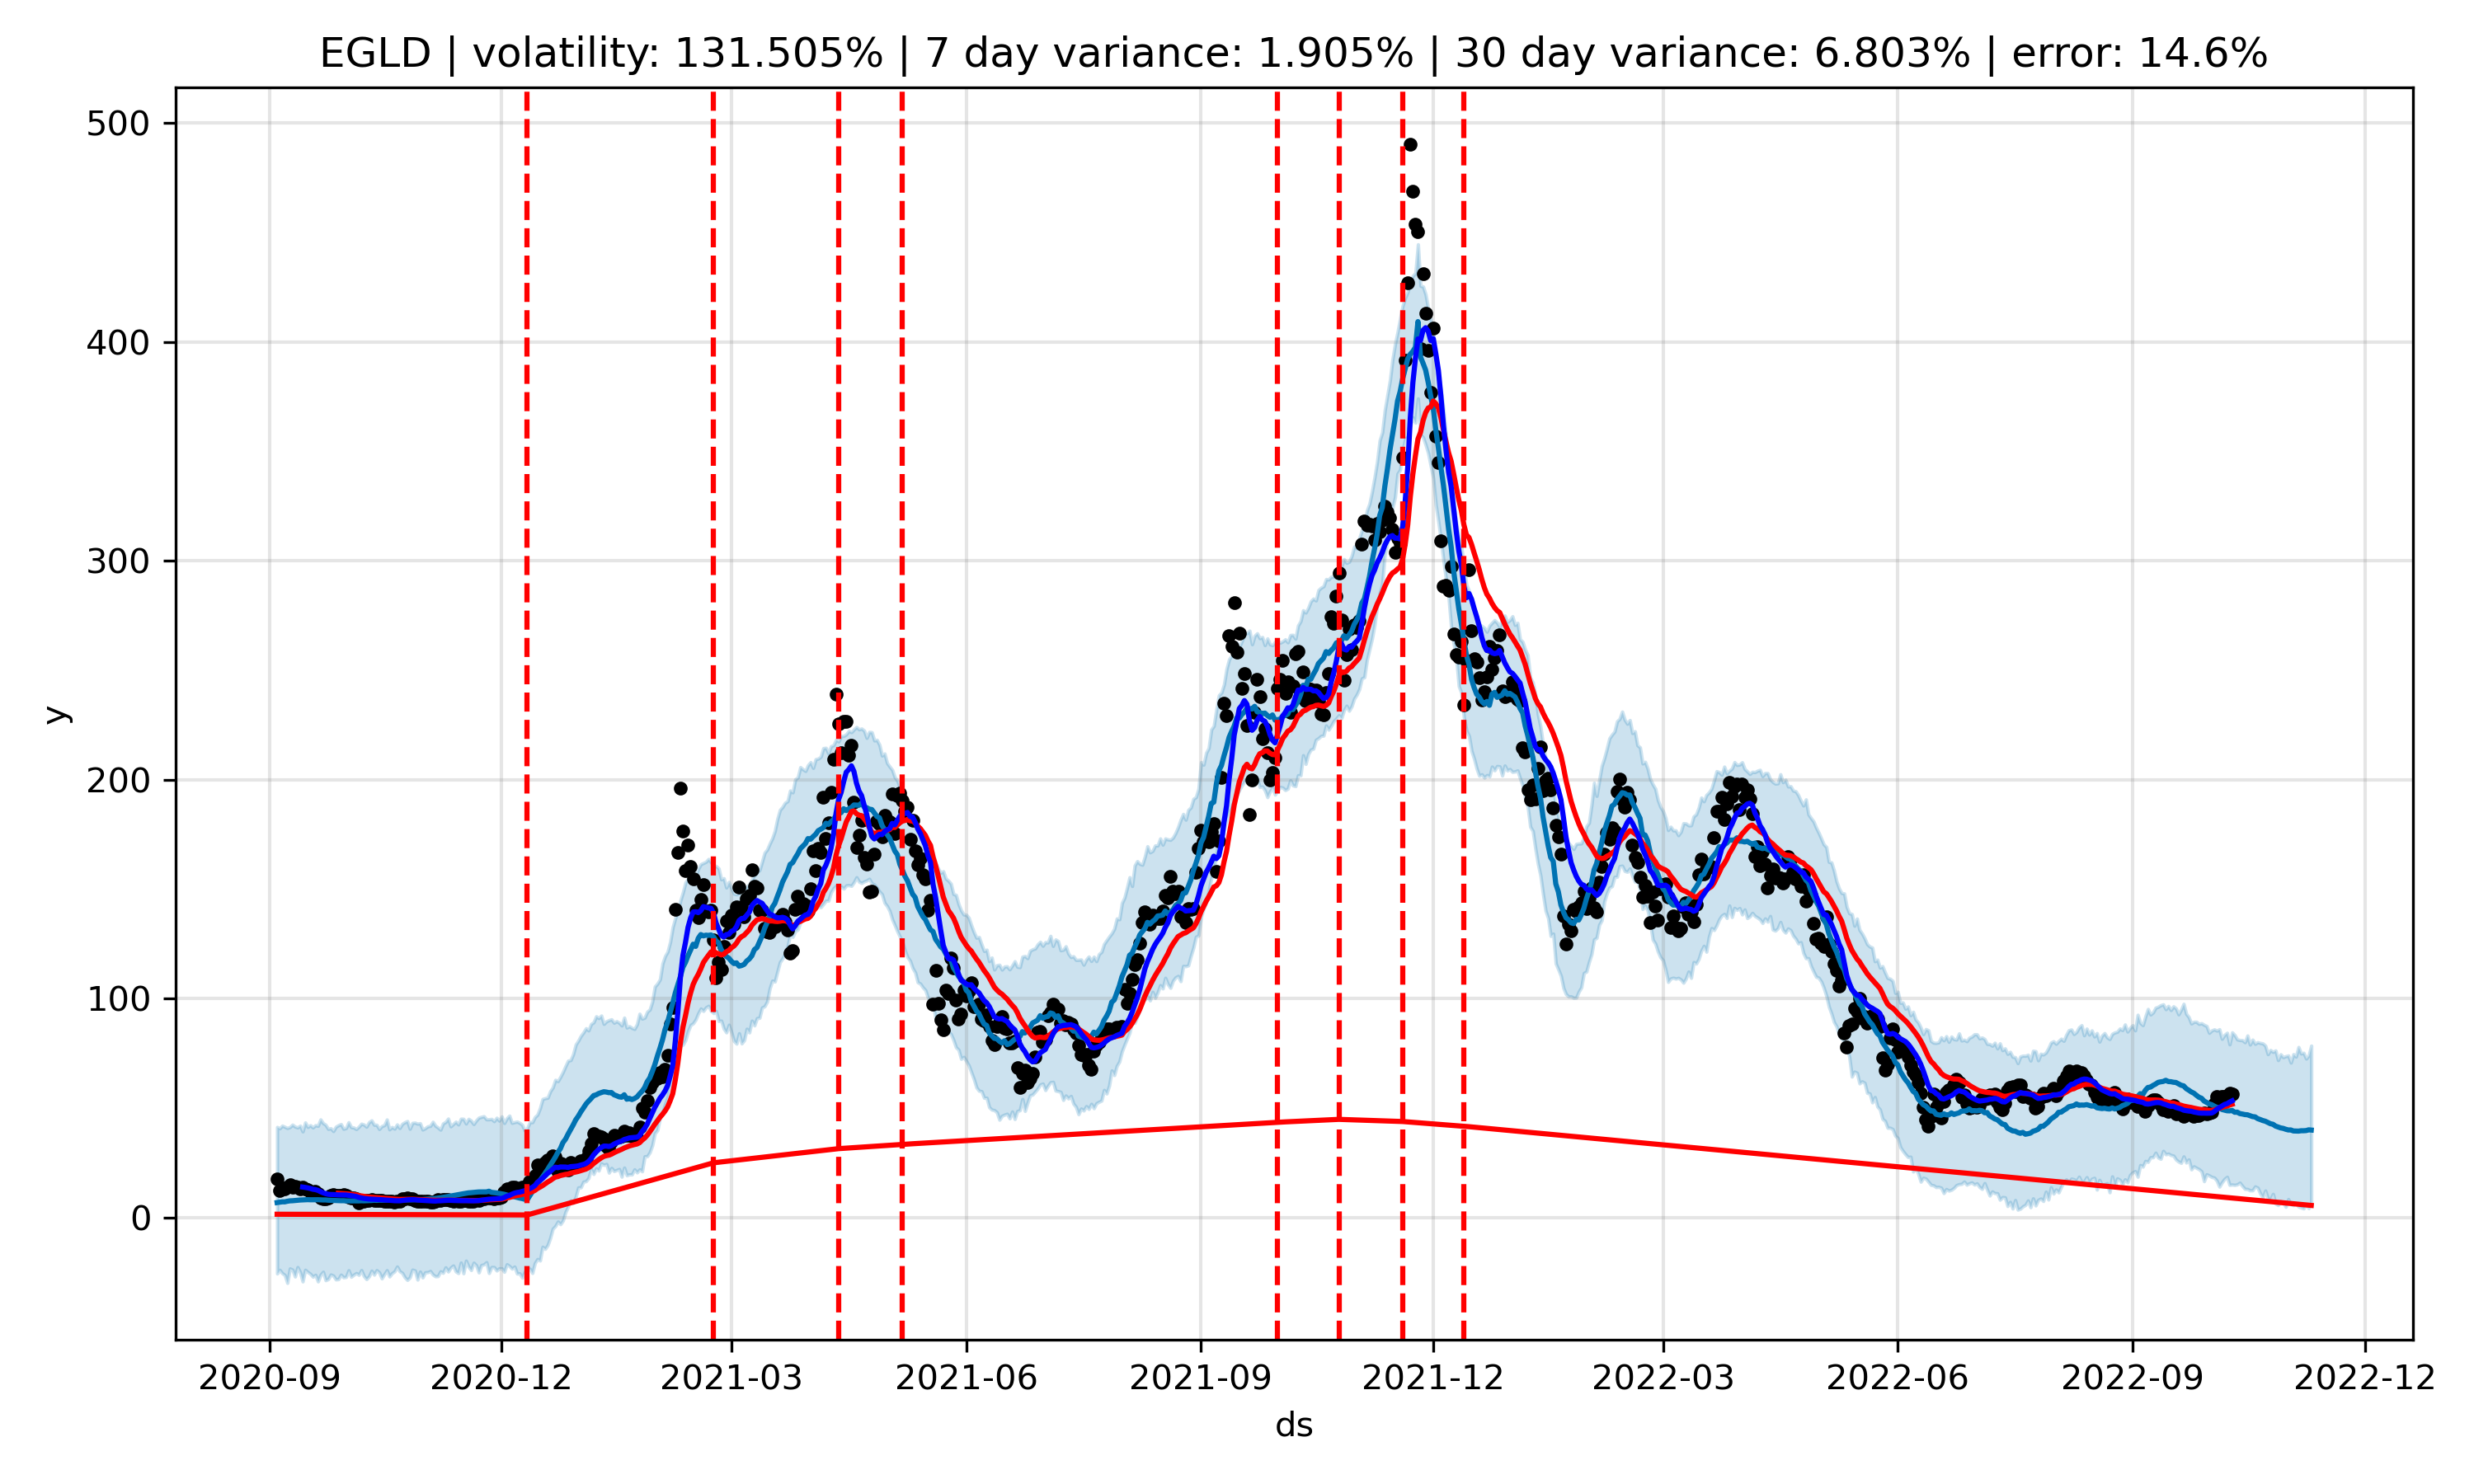 EGLD | volatility: 131.505% | 7 day variance: 1.905% | 30 day variance: 6.803% | error: 14.6%
500
400
300
200
100
0
y
2020-09 2020-12 2021-03 2021-06 2021-09 2021-12 2022-03 2022-06 2022-09 2022-12
ds